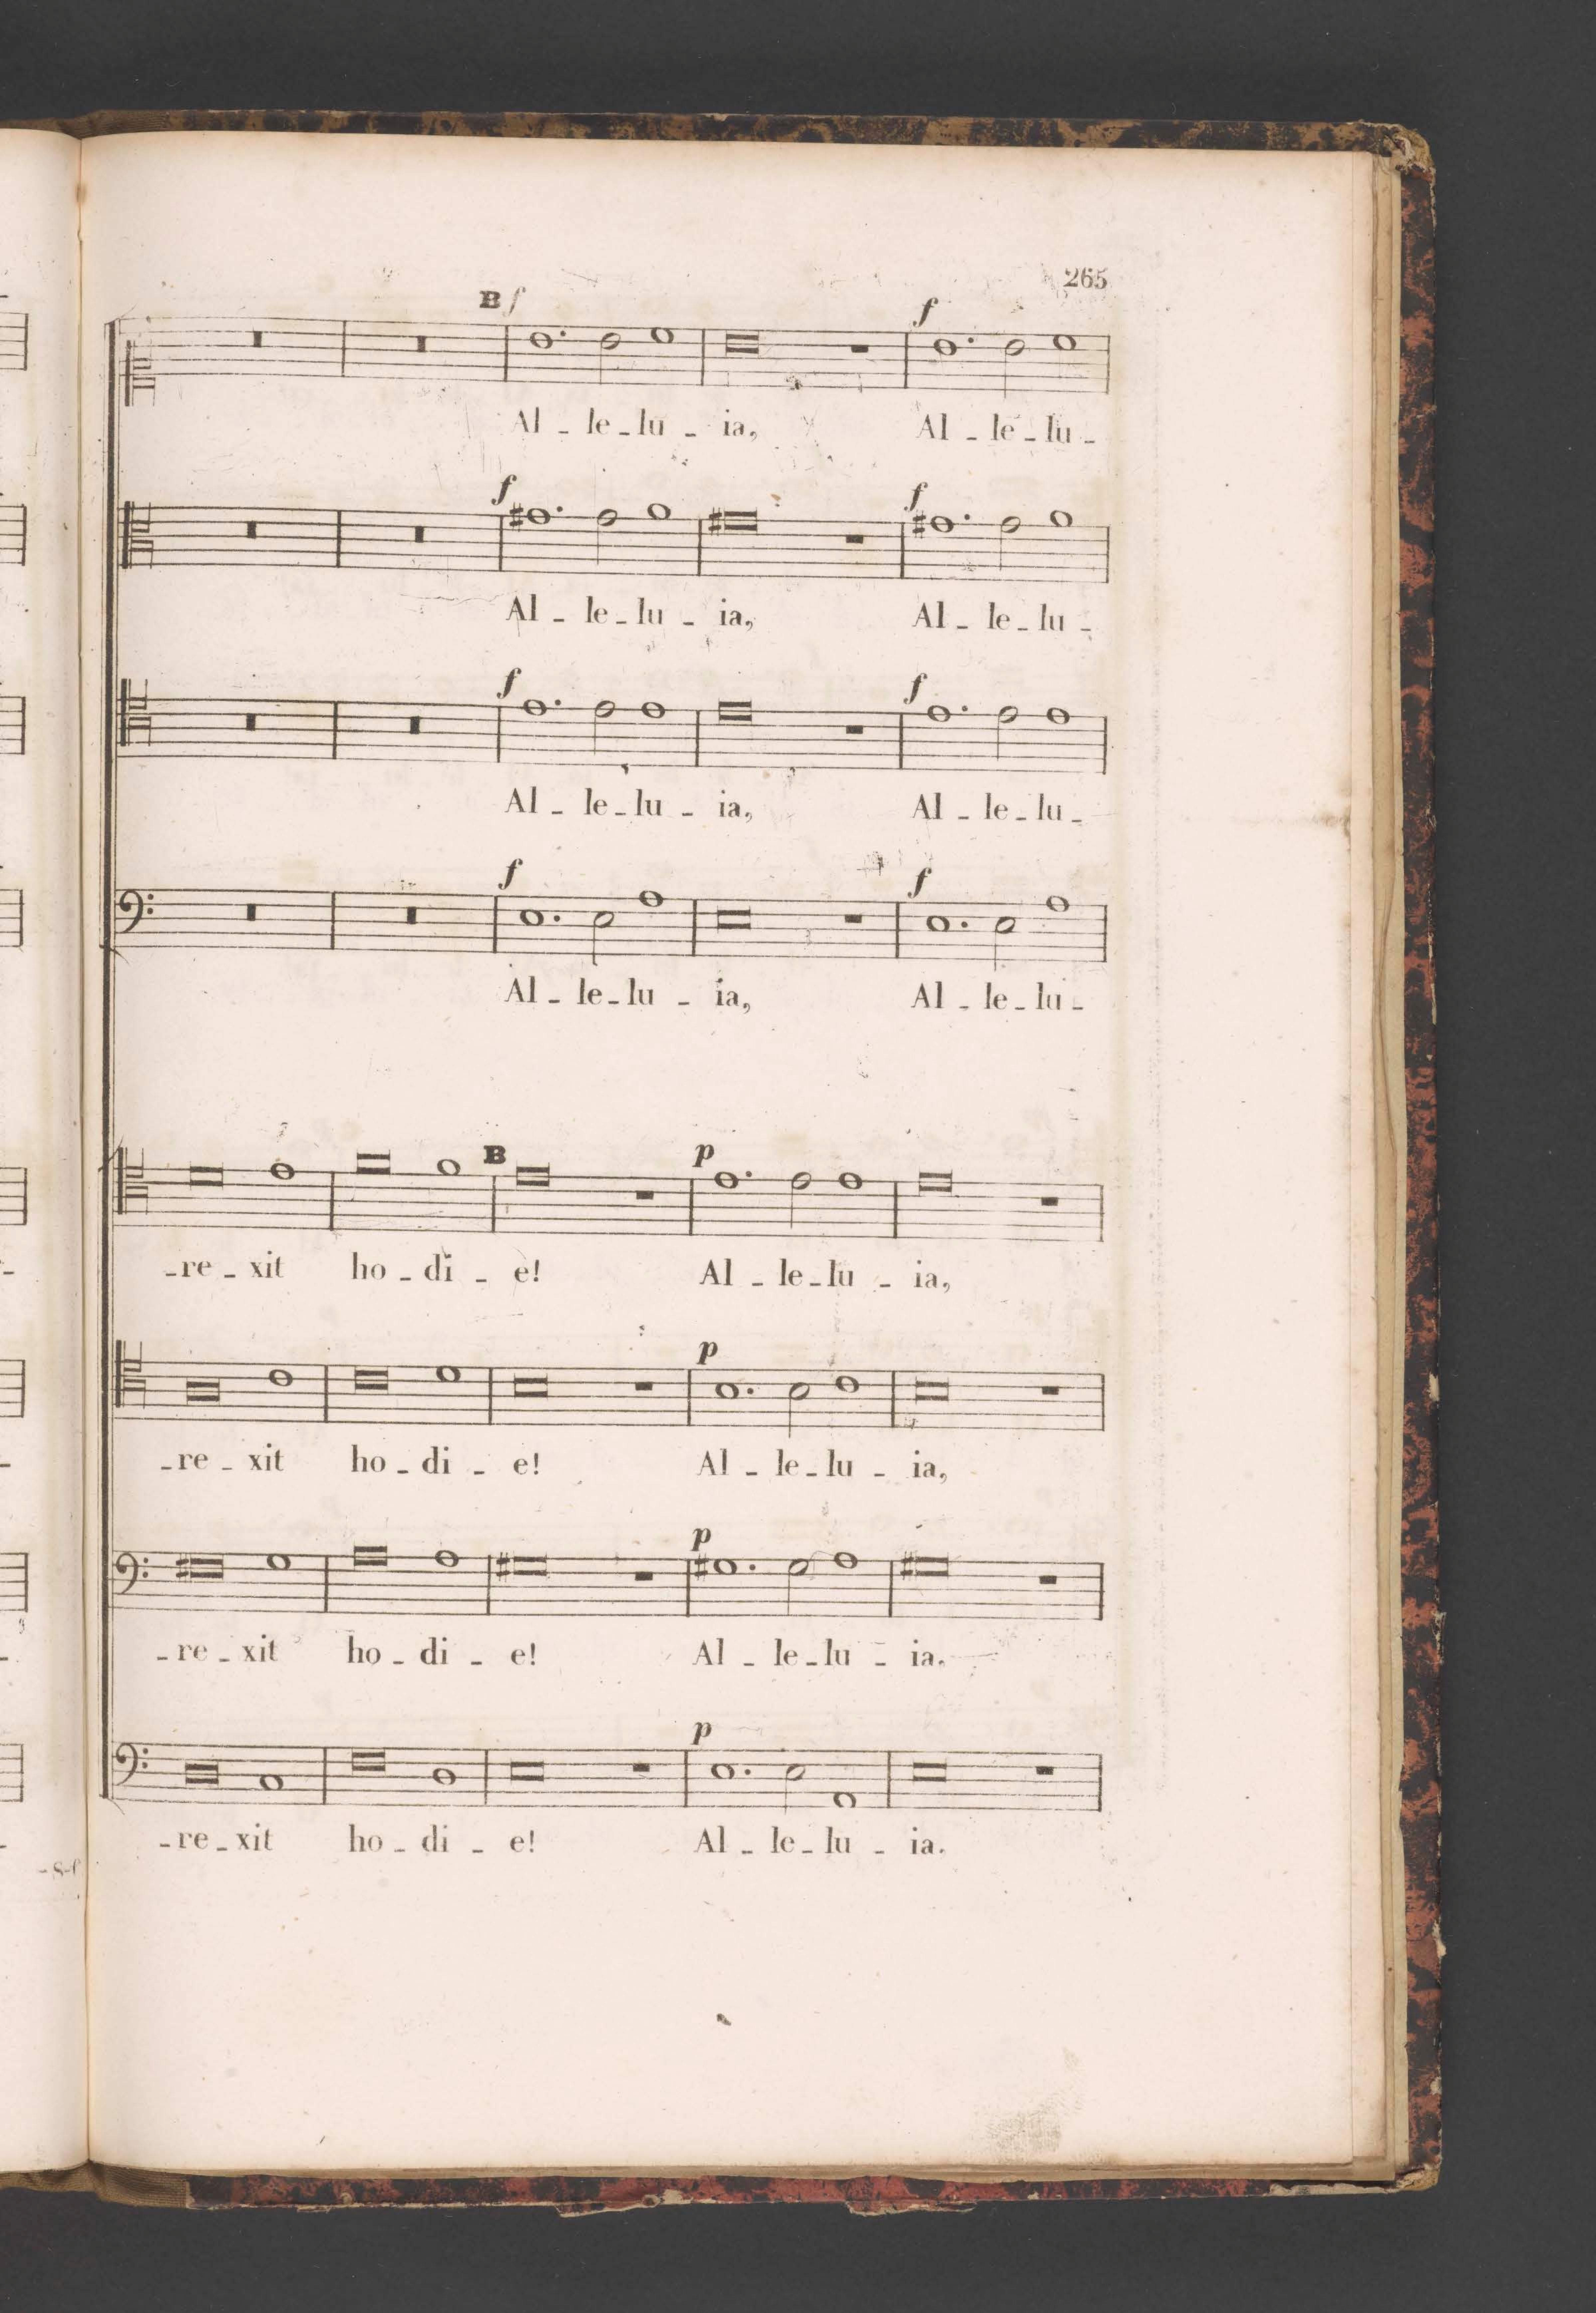 265
B f f
Al - le - lu - ia, Al - le - lu -
f f
Al - le - lu - ia, Al - le - lu -
f f
Al - le - lu - ia, Al - le - lu -
f f
Al - le - lu - ia, Al - le - lu -
B p
- re - xit ho - di - e! Al - le - lu - ia,
p
- re - xit ho - di - e! Al - le - lu - ia,
p
- re - xit ho - di - e! Al - le - lu - ia.
p
- re - xit ho - di - e! Al - le - lu - ia.